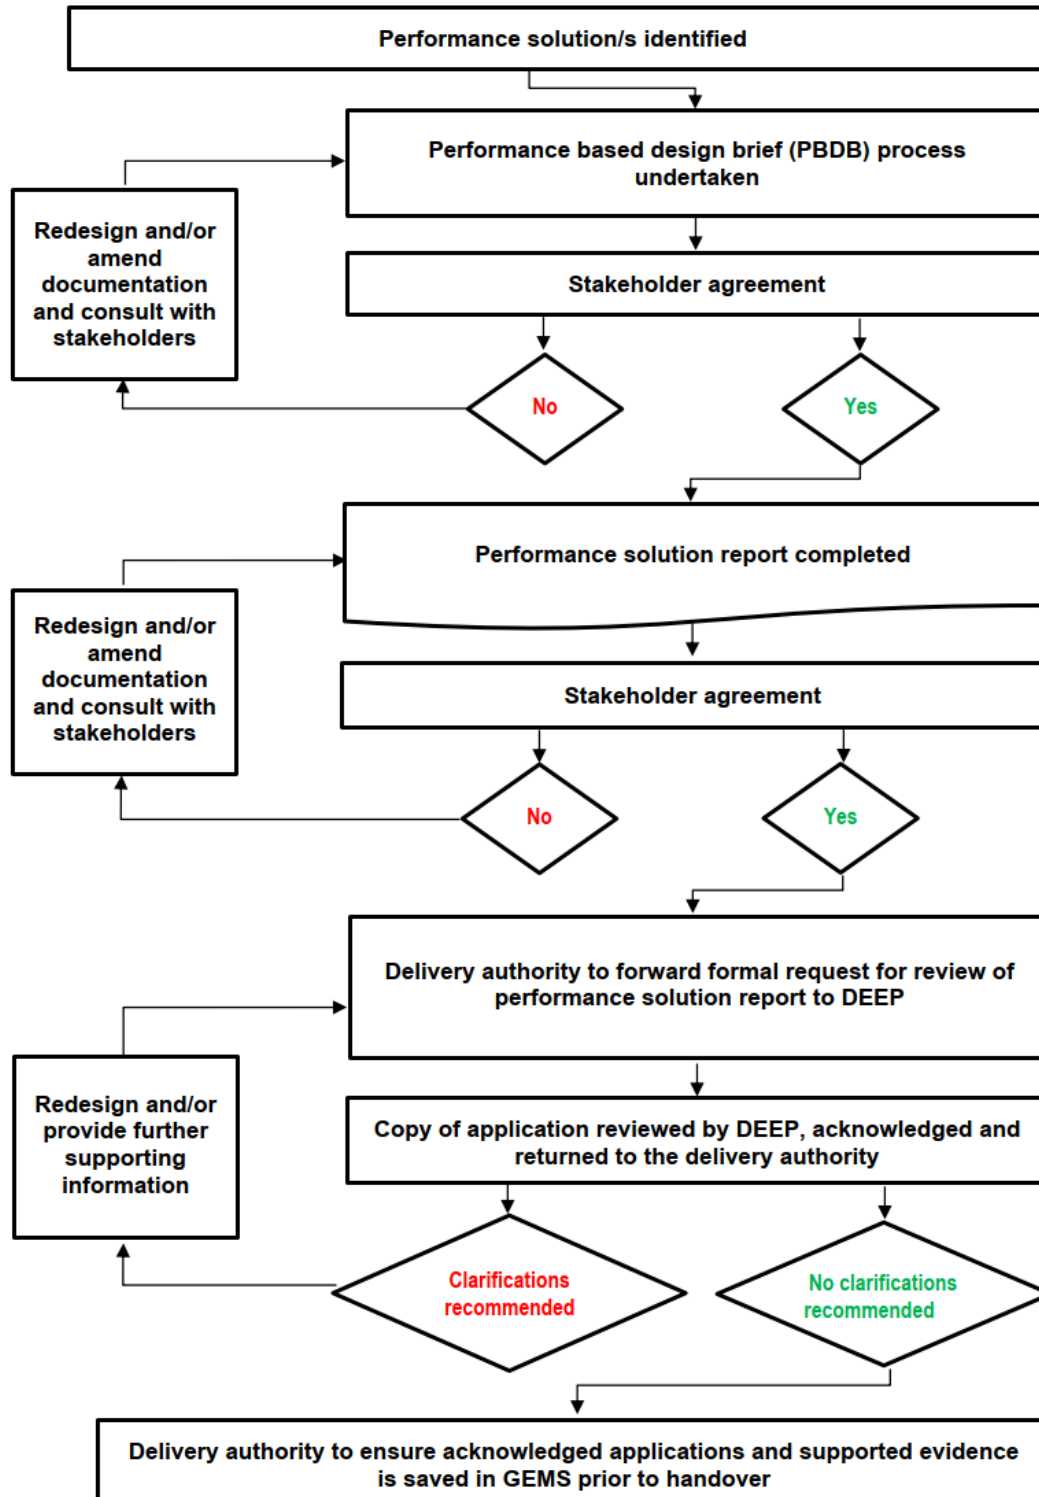 Performance solution/s identified
Performance based design brief (PBDB) process
undertaken
Redesign and/or
amend
documentation
and consult with
stakeholders
Stakeholder agreement
No
Yes
Performance solution report completed
Redesign and/or
amend
documentation
and consult with
stakeholders
Stakeholder agreement
No
Yes
Delivery authority to forward formal request for review of
performance solution report to DEEP
Redesign and/or
provide further
supporting
information
Copy of application reviewed by DEEP, acknowledged and
returned to the delivery authority
Clarifications
recommended
No clarifications
recommended
Delivery authority to ensure acknowledged applications and supported evidence
is saved in GEMS prior to handover